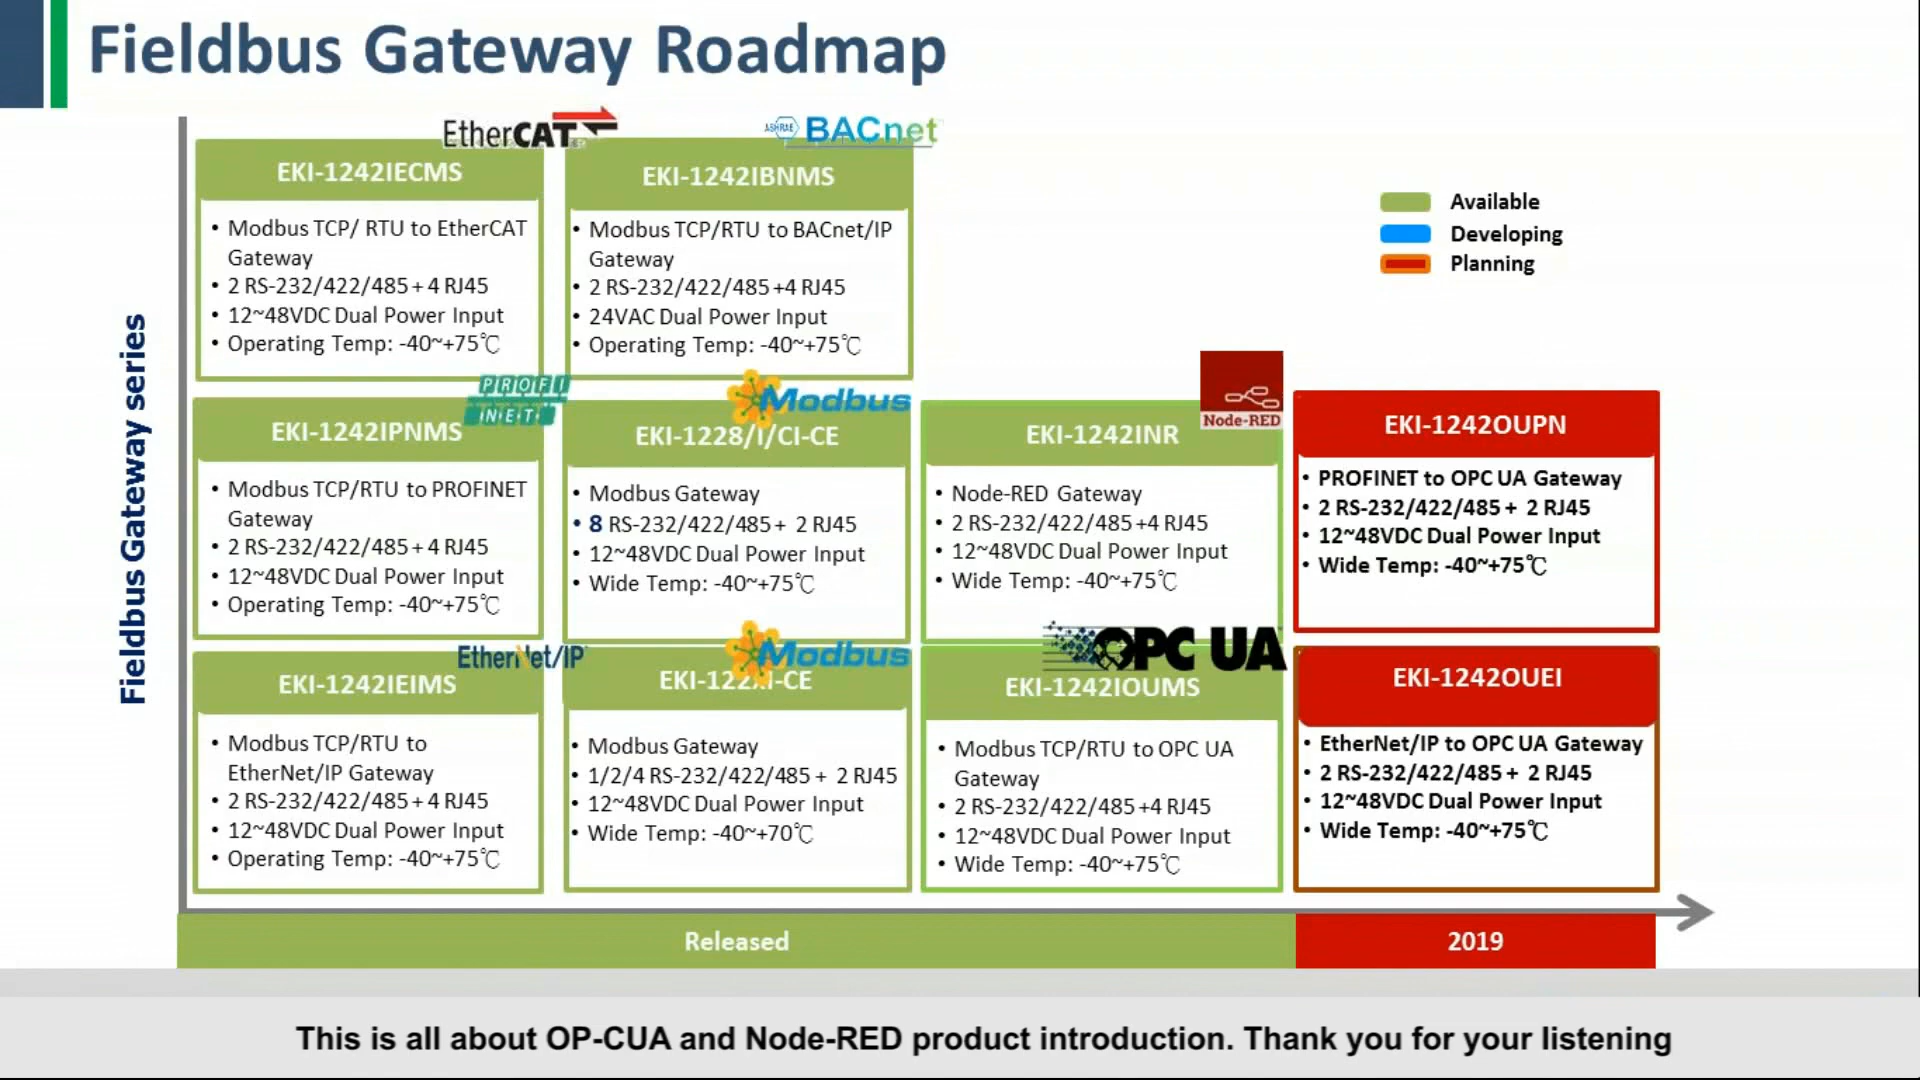 Fieldbus Gateway Roadmap
EtherCAT
ASHRAE BACnet
EKI-1242IECMS
• Modbus TCP/ RTU to EtherCAT
Gateway
• 2 RS-232/422/485 + 4 RJ45
• 12~48VDC Dual Power Input
• Operating Temp: -40~+75℃
EKI-1242IBNMS
• Modbus TCP/RTU to BACnet/IP
Gateway
• 2 RS-232/422/485 +4 RJ45
• 24VAC Dual Power Input
• Operating Temp: -40~+75℃
Available
Developing
Planning
Fieldbus Gateway series
PROFI
NET
EKI-1242IPNMS
• Modbus TCP/RTU to PROFINET
Gateway
• 2 RS-232/422/485 + 4 RJ45
• 12~48VDC Dual Power Input
• Operating Temp: -40~+75℃
Modbus
EKI-1228/I/CI-CE
• Modbus Gateway
• 8 RS-232/422/485 + 2 RJ45
• 12~48VDC Dual Power Input
• Wide Temp: -40~+75℃
Node-RED
EKI-1242INR
• Node-RED Gateway
• 2 RS-232/422/485 +4 RJ45
• 12~48VDC Dual Power Input
• Wide Temp: -40~+75℃
EKI-1242OUPN
• PROFINET to OPC UA Gateway
• 2 RS-232/422/485 + 2 RJ45
• 12~48VDC Dual Power Input
• Wide Temp: -40~+75℃
EtherNet/IP
EKI-1242IEIMS
• Modbus TCP/RTU to
EtherNet/IP Gateway
• 2 RS-232/422/485 + 4 RJ45
• 12~48VDC Dual Power Input
• Operating Temp: -40~+75℃
Modbus
• Modbus Gateway
• 1/2/4 RS-232/422/485 + 2 RJ45
• 12~48VDC Dual Power Input
• Wide Temp: -40~+70℃
OPC UA
EKI-1242IOUMS
• Modbus TCP/RTU to OPC UA
Gateway
• 2 RS-232/422/485 +4 RJ45
• 12~48VDC Dual Power Input
• Wide Temp: -40~+75℃
EKI-1242OUEI
• EtherNet/IP to OPC UA Gateway
• 2 RS-232/422/485 + 2 RJ45
• 12~48VDC Dual Power Input
• Wide Temp: -40~+75℃
Released
2019
This is all about OP-CUA and Node-RED product introduction. Thank you for your listening